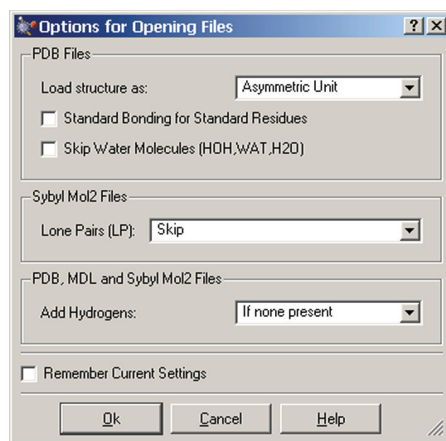 Options for Opening Files
PDB Files
Load structure as: Asymmetric Unit
Standard Bonding for Standard Residues
Skip Water Molecules (HOH,WAT,H2O)
Sybyl Mol2 Files
Lone Pairs (LP): Skip
PDB, MDL and Sybyl Mol2 Files
Add Hydrogens: If none present
Remember Current Settings
Ok Cancel Help